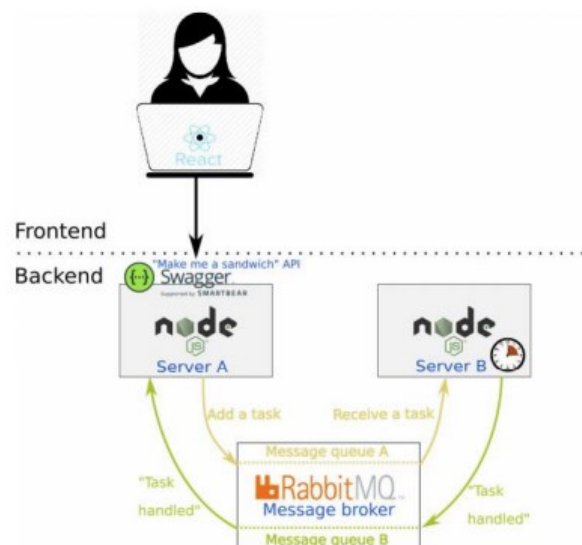 React
Frontend
Backend
"Make me a sandwich" API
{···} Swagger
Supported by SMARTBEAR
node
JS
Server A
node
JS
Server B
Add a task
Receive a task
Message queue A
RabbitMQ
Message broker
"Task
handled"
"Task
handled"
Message queue B